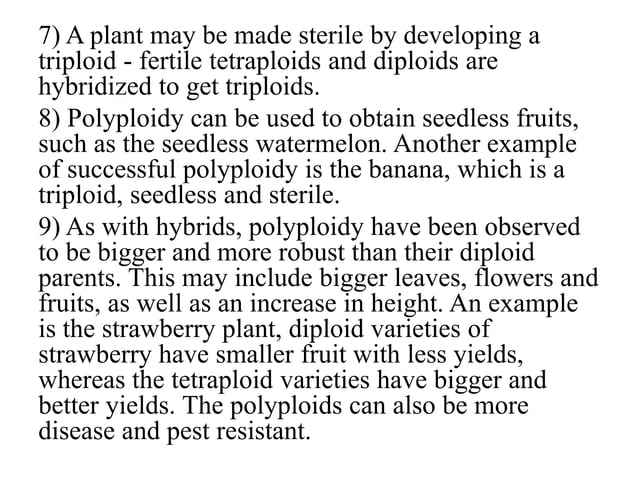 7) A plant may be made sterile by developing a
triploid - fertile tetraploids and diploids are
hybridized to get triploids.
8) Polyploidy can be used to obtain seedless fruits,
such as the seedless watermelon. Another example
of successful polyploidy is the banana, which is a
triploid, seedless and sterile.
9) As with hybrids, polyploidy have been observed
to be bigger and more robust than their diploid
parents. This may include bigger leaves, flowers and
fruits, as well as an increase in height. An example
is the strawberry plant, diploid varieties of
strawberry have smaller fruit with less yields,
whereas the tetraploid varieties have bigger and
better yields. The polyploids can also be more
disease and pest resistant.